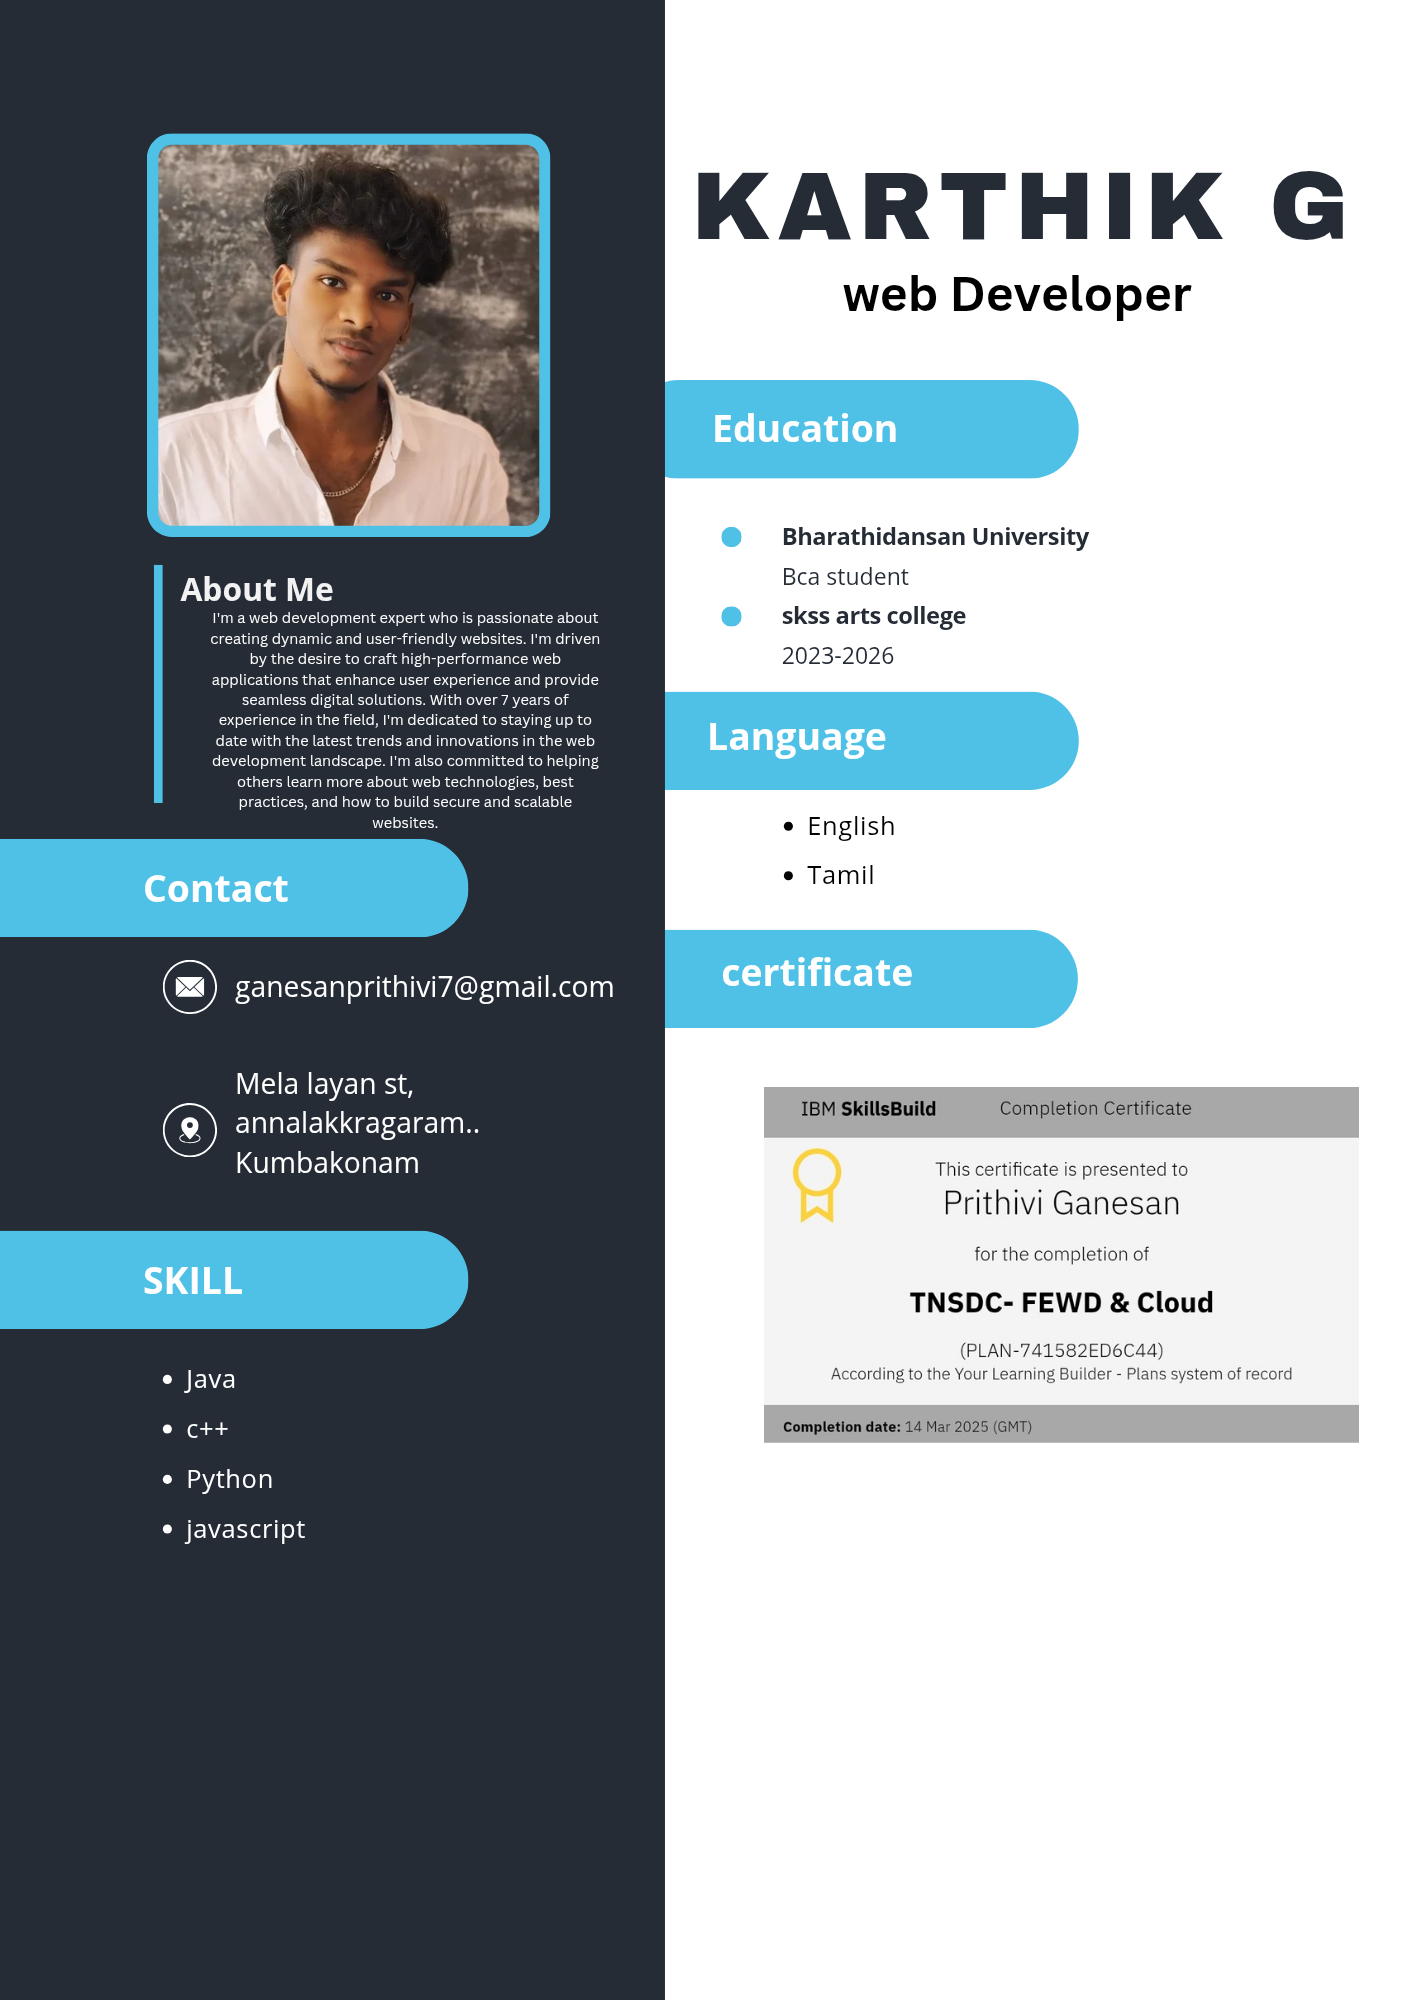 KARTHIK G
web Developer
About Me
I'm a web development expert who is passionate about
creating dynamic and user-friendly websites. I'm driven
by the desire to craft high-performance web
applications that enhance user experience and provide
seamless digital solutions. With over 7 years of
experience in the field, I'm dedicated to staying up to
date with the latest trends and innovations in the web
development landscape. I'm also committed to helping
others learn more about web technologies, best
practices, and how to build secure and scalable
websites.
Contact
ganesanprithivi7@gmail.com
Mela layan st,
annalakkragaram..
Kumbakonam
SKILL
Java
c++
Python
javascript
Education
Bharathidansan University
Bca student
skss arts college
2023-2026
Language
English
Tamil
certificate
IBM SkillsBuild Completion Certificate
This certificate is presented to
Prithivi Ganesan
for the completion of
TNSDC- FEWD & Cloud
(PLAN-741582ED6C44)
According to the Your Learning Builder - Plans system of record
Completion date: 14 Mar 2025 (GMT)